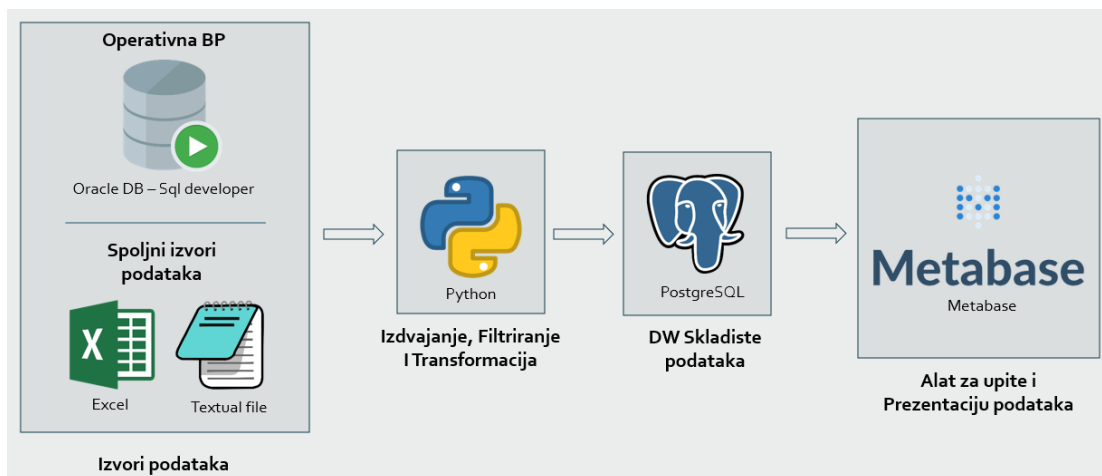 Operativna BP
Oracle DB – Sql developer
Spoljni izvori
podataka
X
Excel
Textual file
Izvori podataka
Python
Izdvajanje, Filtriranje
I Transformacija
PostgreSQL
DW Skladiste
podataka
Metabase
Metabase
Alat za upite i
Prezentaciju podataka